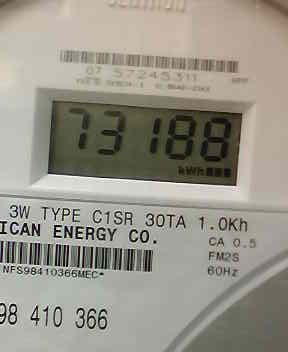 07 57245311
73188
kWh
3W TYPE C1SR 30TA 1.0Kh
ICAN ENERGY CO.
CA 0.5
FM2S
60Hz
NFS98410366MEC*
98 410 366